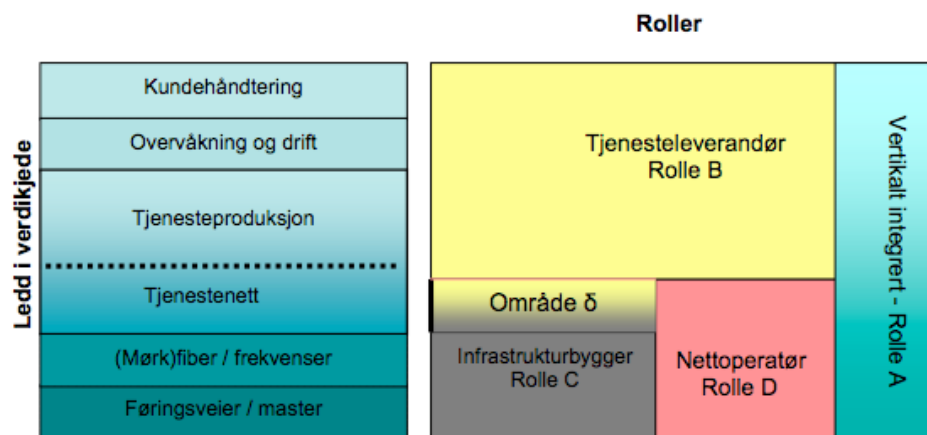 Roller
Ledd i verdikjede
Kundehåndtering
Overvåkning og drift
Tjenesteproduksjon
Tjenestenett
(Mørk)fiber / frekvenser
Føringsveier / master
Tjenesteleverandør
Rolle B
Område δ
Infrastrukturbygger
Rolle C
Nettoperatør
Rolle D
Vertikalt integrert - Rolle A